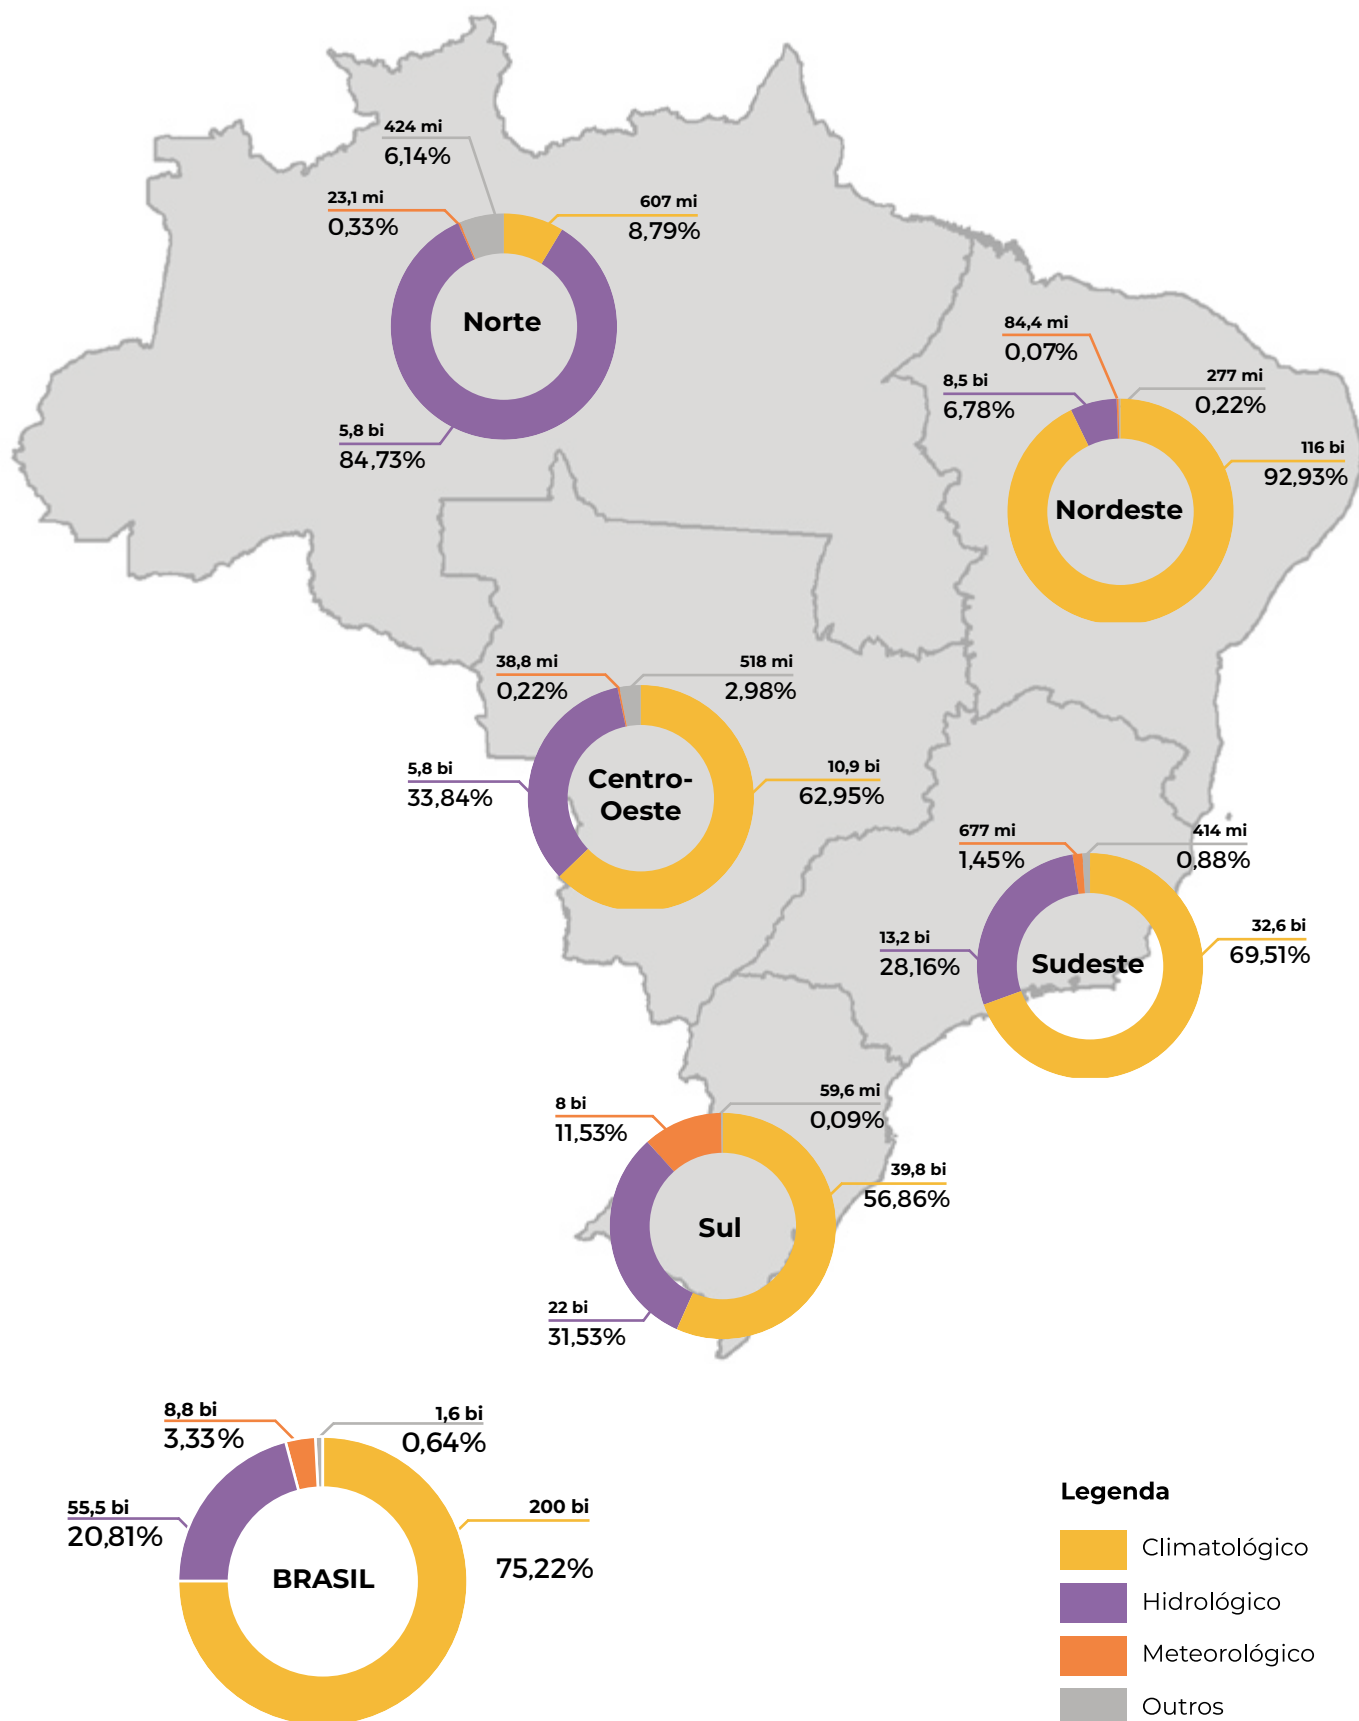 424 mi
6,14%
23,1 mi
0,33%
607 mi
8,79%
Norte
5,8 bi
84,73%
84,4 mi
0,07%
8,5 bi
6,78%
277 mi
0,22%
116 bi
92,93%
Nordeste
38,8 mi
0,22%
518 mi
2,98%
5,8 bi
33,84%
Centro-
Oeste
10,9 bi
62,95%
677 mi
1,45%
414 mi
0,88%
13,2 bi
28,16%
Sudeste
32,6 bi
69,51%
8 bi
11,53%
59,6 mi
0,09%
39,8 bi
56,86%
Sul
22 bi
31,53%
8,8 bi
3,33%
1,6 bi
0,64%
55,5 bi
20,81%
200 bi
75,22%
BRASIL
Legenda
Climatológico
Hidrológico
Meteorológico
Outros